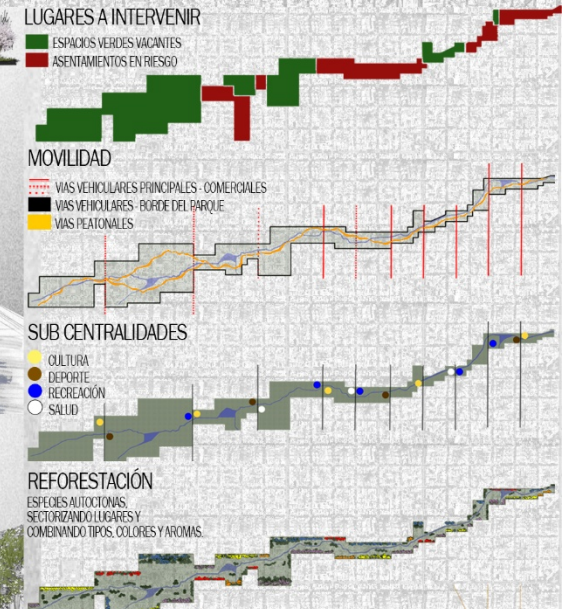 LUGARES A INTERVENIR
ESPACIOS VERDES VACANTES
ASENTAMIENTOS EN RIESGO
MOVILIDAD
VIAS VEHICULARES PRINCIPALES - COMERCIALES
VIAS VEHICULARES - BORDE DEL PARQUE
VIAS PEATONALES
SUB CENTRALIDADES
CULTURA
DEPORTE
RECREACIÓN
SALUD
REFORESTACIÓN
ESPECIES AUTOCTONAS,
SECTORIZANDO LUGARES Y
COMBINANDO TIPOS, COLORES Y AROMAS.